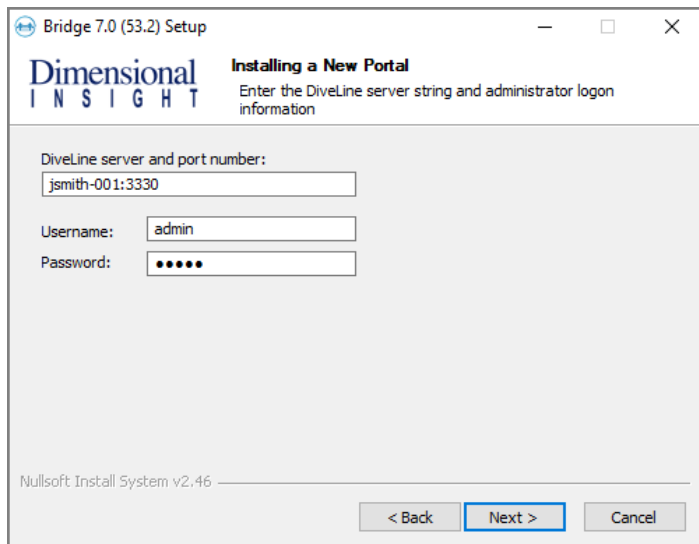 Bridge 7.0 (53.2) Setup
Dimensional
INSIGHT
Installing a New Portal
Enter the DiveLine server string and administrator logon
information
DiveLine server and port number:
jsmith-001:3330
Username:
admin
Password:
●●●●●
Nullsoft Install System v2.46
< Back
Next >
Cancel